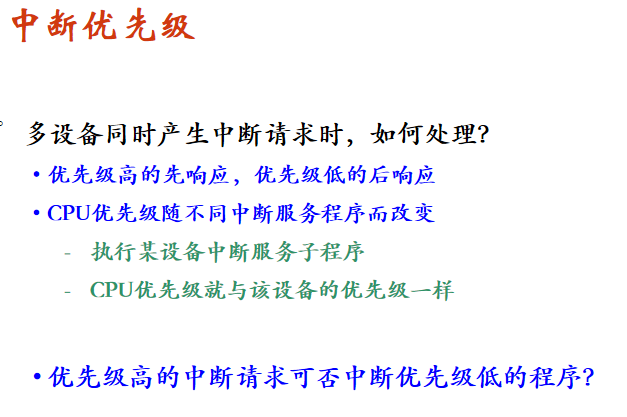 中断优先级
多设备同时产生中断请求时，如何处理？
•优先级高的先响应，优先级低的后响应
•CPU优先级随不同中断服务程序而改变
- 执行某设备中断服务子程序
- CPU优先级就与该设备的优先级一样
•优先级高的中断请求可否中断优先级低的程序？